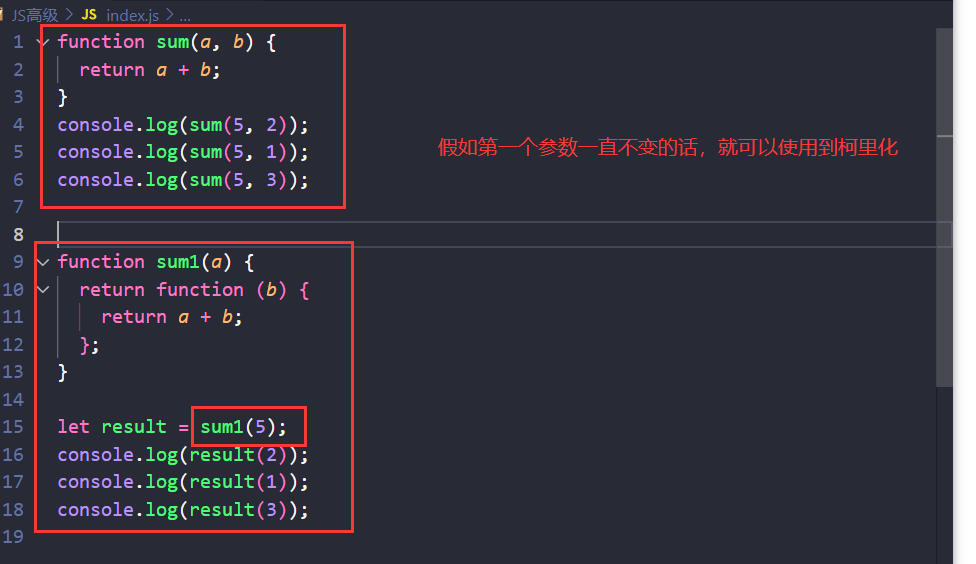 JS高级 > JS index.js > ...
1 function sum(a, b) {
2 return a + b;
3 }
4 console.log(sum(5, 2));
5 console.log(sum(5, 1));
假如第一个参数一直不变的话，就可以使用到柯里化
6 console.log(sum(5, 3));
7
8
9 function sum1(a) {
10 return function (b) {
11 return a + b;
12 };
13 }
14
15 let result = sum1(5);
16 console.log(result(2));
17 console.log(result(1));
18 console.log(result(3));
19